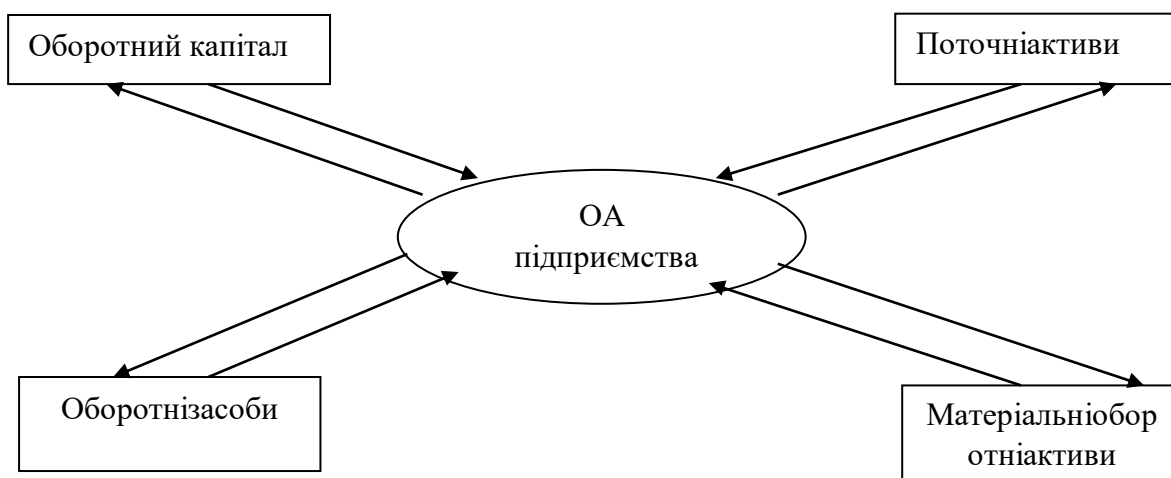 Оборотний капітал
Поточніактиви
ОА
підприємства
Оборотнізасоби
Матеріальніобор
отніактиви